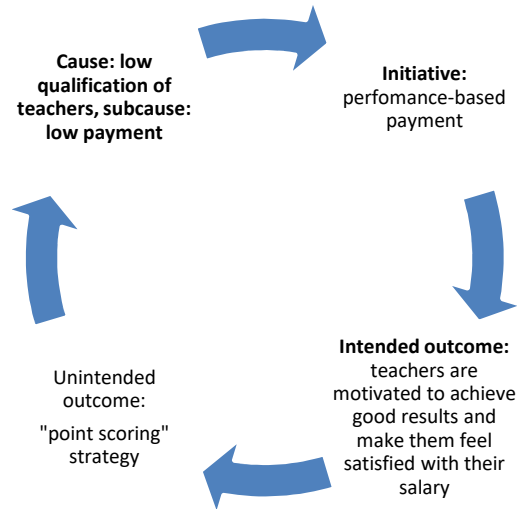 Cause: low
qualification of
teachers, subcause:
low payment
Initiative:
perfomance-based
payment
Intended outcome:
teachers are
motivated to achieve
good results and
make them feel
satisfied with their
salary
Unintended
outcome:
"point scoring"
strategy